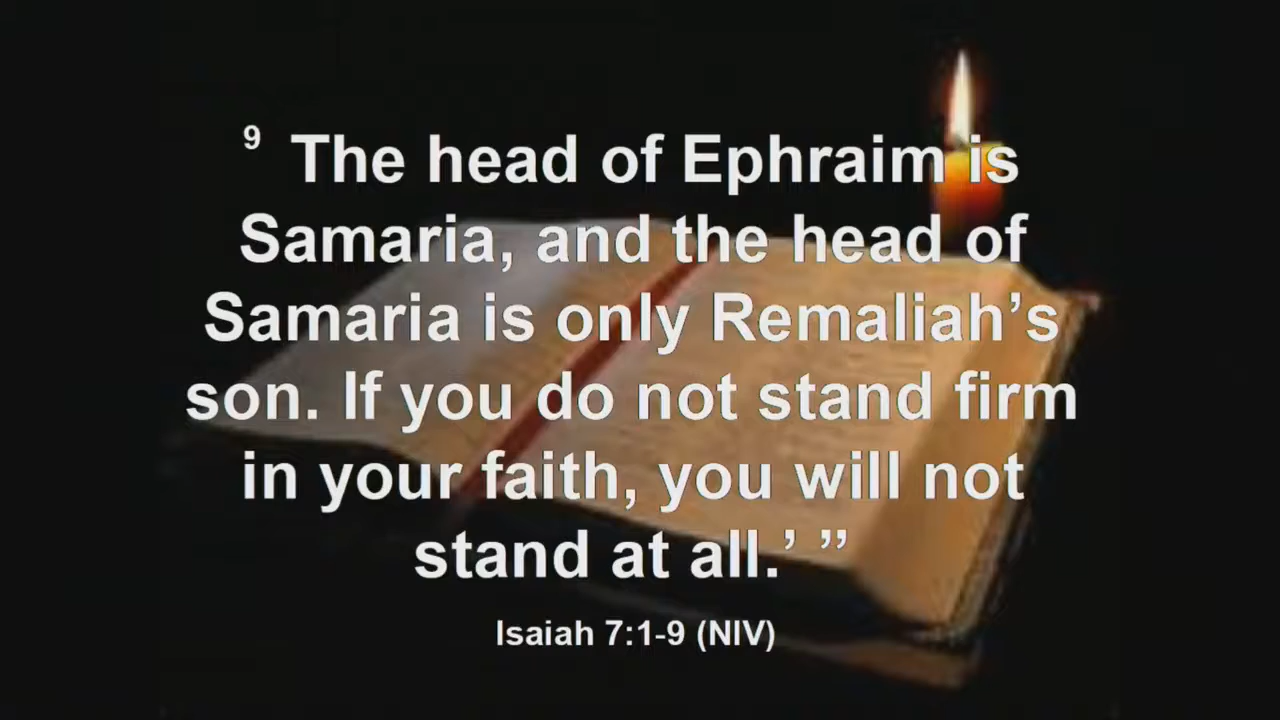 9 The head of Ephraim is
Samaria, and the head of
Samaria is only Remaliah’s
son. If you do not stand firm
in your faith, you will not
stand at all.’ ”
Isaiah 7:1-9 (NIV)